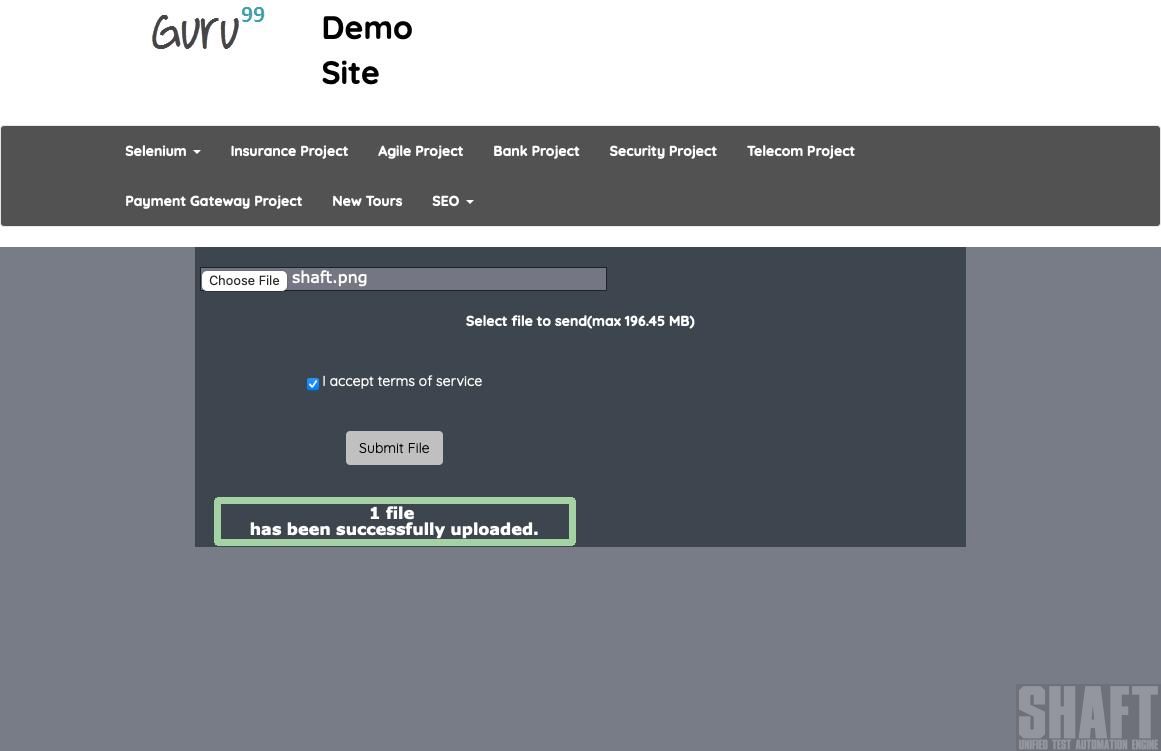 Guru99
Demo
Site
Selenium
Insurance Project
Agile Project
Bank Project
Security Project
Telecom Project
Payment Gateway Project
New Tours
SEO
Choose File
shaft.png
Select file to send(max 196.45 MB)
I accept terms of service
Submit File
1 file
has been successfully uploaded.
SHAFT
UNIFIED TEST AUTOMATION ENGINE